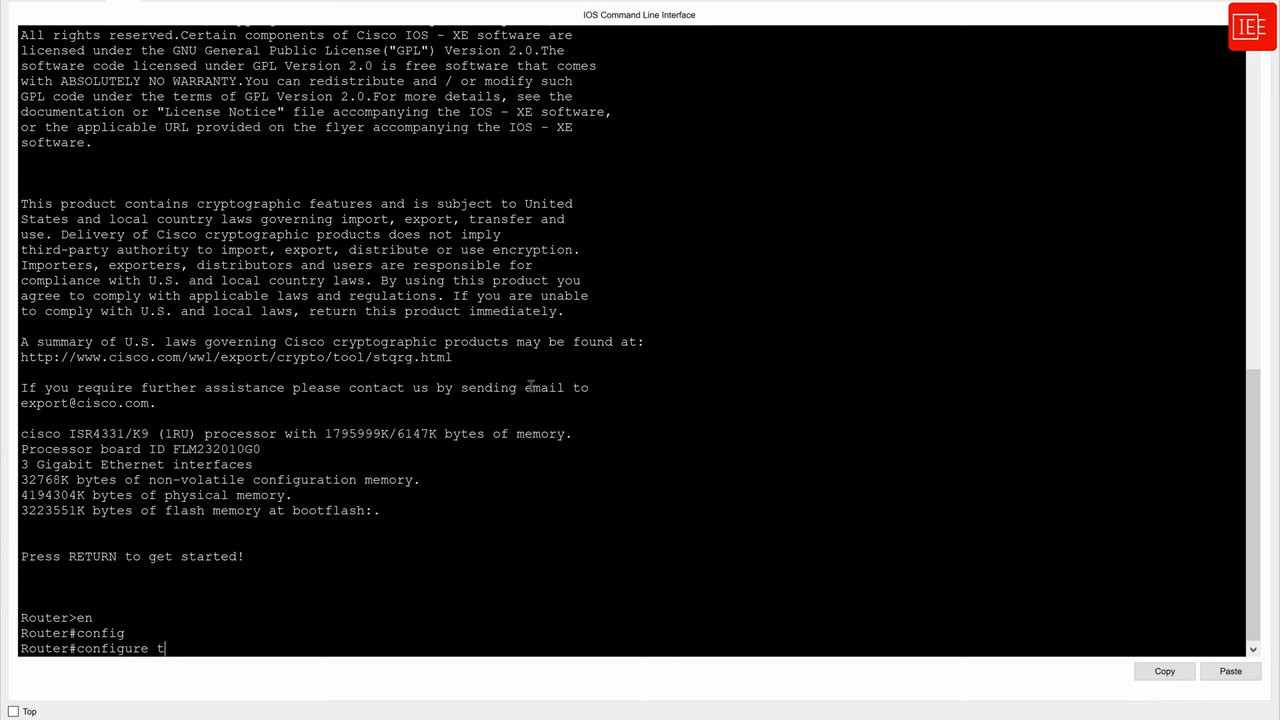 IOS Command Line Interface
IEE
All rights reserved.Certain components of Cisco IOS - XE software are
licensed under the GNU General Public License("GPL") Version 2.0.The
software code licensed under GPL Version 2.0 is free software that comes
with ABSOLUTELY NO WARRANTY.You can redistribute and / or modify such
GPL code under the terms of GPL Version 2.0.For more details, see the
documentation or "License Notice" file accompanying the IOS - XE software,
or the applicable URL provided on the flyer accompanying the IOS - XE
software.
This product contains cryptographic features and is subject to United
States and local country laws governing import, export, transfer and
use. Delivery of Cisco cryptographic products does not imply
third-party authority to import, export, distribute or use encryption.
Importers, exporters, distributors and users are responsible for
compliance with U.S. and local country laws. By using this product you
agree to comply with applicable laws and regulations. If you are unable
to comply with U.S. and local laws, return this product immediately.
A summary of U.S. laws governing Cisco cryptographic products may be found at:
http://www.cisco.com/wwl/export/crypto/tool/stqrg.html
If you require further assistance please contact us by sending email to
export@cisco.com.
cisco ISR4331/K9 (1RU) processor with 1795999K/6147K bytes of memory.
Processor board ID FLM232010G0
3 Gigabit Ethernet interfaces
32768K bytes of non-volatile configuration memory.
4194304K bytes of physical memory.
3223551K bytes of flash memory at bootflash:.
Press RETURN to get started!
Router>en
Router#config
Router#configure t
Copy
Paste
Top